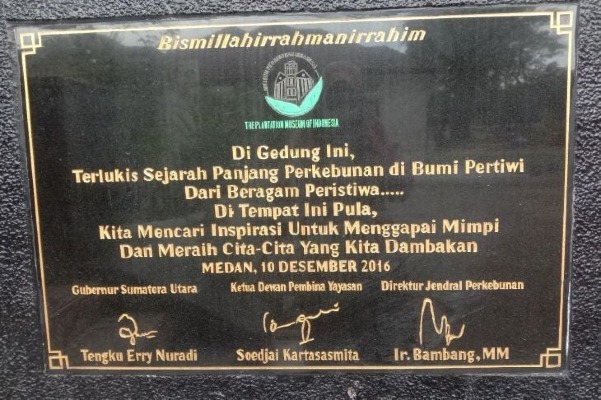 Bismillahirrahmanirrahim
THE PLANTATION MUSEUM OF INDONESIA
Di Gedung Ini,
Terlukis Sejarah Panjang Perkebunan di Bumi Pertiwi
Dari Beragam Peristiwa.....
Di Tempat Ini Pula,
Kita Mencari Inspirasi Untuk Menggapai Mimpi
Dan Meraih Cita-Cita Yang Kita Dambakan
MEDAN, 10 DESEMBER 2016
Gubernur Sumatera Utara Ketua Dewan Pembina Yayasan Direktur Jendral Perkebunan
Tengku Erry Nuradi Soedjai Kartasasmita Ir. Bambang, MM